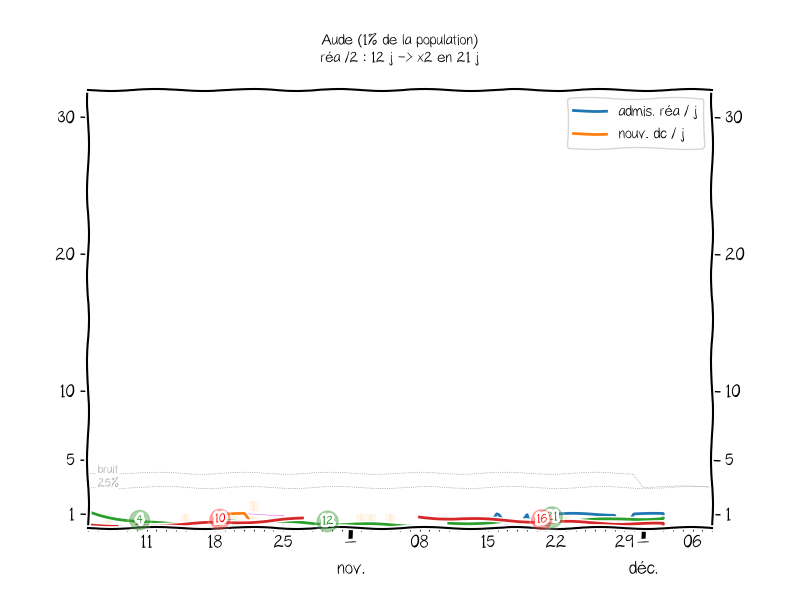 Aude (1% de la population)
réa /2 : 12 j -> x2 en 21 j
admis. réa / j
nouv. dc / j
30 30
20 20
10 10
5 5
bruit
25%
1 1
4 10 12 16
11 18 25 08 15 22 29 06
nov. déc.